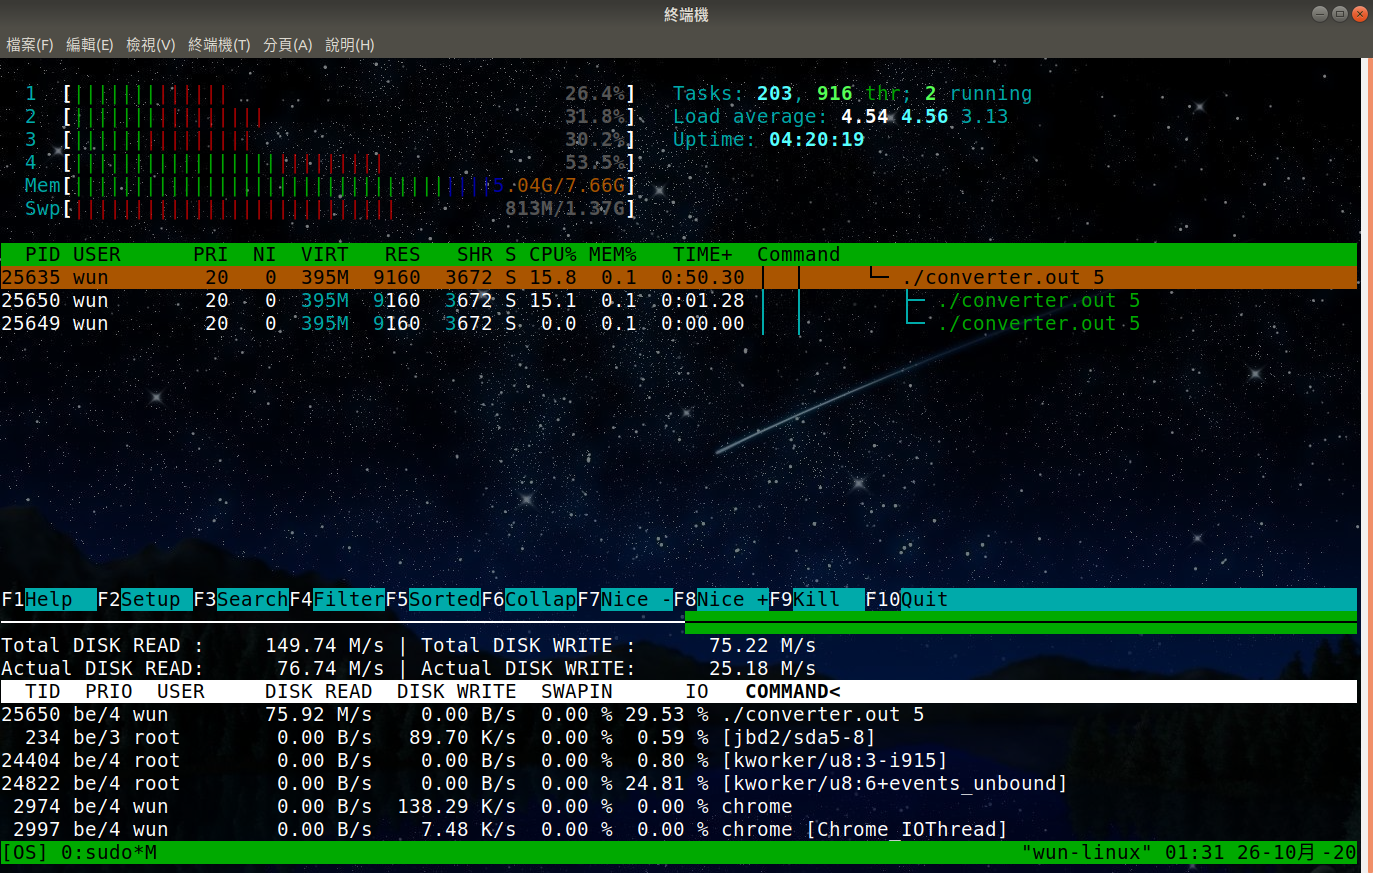 終端機
檔案(F) 編輯(E) 檢視(V) 終端機(T) 分頁(A) 說明(H)
1 [||||||||||||| 26.4%] Tasks: 203, 916 thr; 2 running
2 [|||||||||||||||| 31.8%] Load average: 4.54 4.56 3.13
3 [||||||||||||||| 30.2%] Uptime: 04:20:19
4 [|||||||||||||||||||||||||| 53.5%]
Mem[|||||||||||||||||||||||||||||||||||5.04G/7.66G]
Swp[||||||||||||||||||||||||||| 813M/1.37G]
PID USER PRI NI VIRT RES SHR S CPU% MEM% TIME+ Command
25635 wun 20 0 395M 9160 3672 S 15.8 0.1 0:50.30 │ │ └─ ./converter.out 5
25650 wun 20 0 395M 9160 3672 S 15.1 0.1 0:01.28 │ │ ├─ ./converter.out 5
25649 wun 20 0 395M 9160 3672 S 0.0 0.1 0:00.00 │ │ └─ ./converter.out 5
F1Help F2Setup F3SearchF4FilterF5SortedF6CollapF7Nice -F8Nice +F9Kill F10Quit
Total DISK READ : 149.74 M/s | Total DISK WRITE : 75.22 M/s
Actual DISK READ: 76.74 M/s | Actual DISK WRITE: 25.18 M/s
TID PRIO USER DISK READ DISK WRITE SWAPIN IO COMMAND<
25650 be/4 wun 75.92 M/s 0.00 B/s 0.00 % 29.53 % ./converter.out 5
234 be/3 root 0.00 B/s 89.70 K/s 0.00 % 0.59 % [jbd2/sda5-8]
24404 be/4 root 0.00 B/s 0.00 B/s 0.00 % 0.80 % [kworker/u8:3-i915]
24822 be/4 root 0.00 B/s 0.00 B/s 0.00 % 24.81 % [kworker/u8:6+events_unbound]
2974 be/4 wun 0.00 B/s 138.29 K/s 0.00 % 0.00 % chrome
2997 be/4 wun 0.00 B/s 7.48 K/s 0.00 % 0.00 % chrome [Chrome_IOThread]
[OS] 0:sudo*M "wun-linux" 01:31 26-10月-20